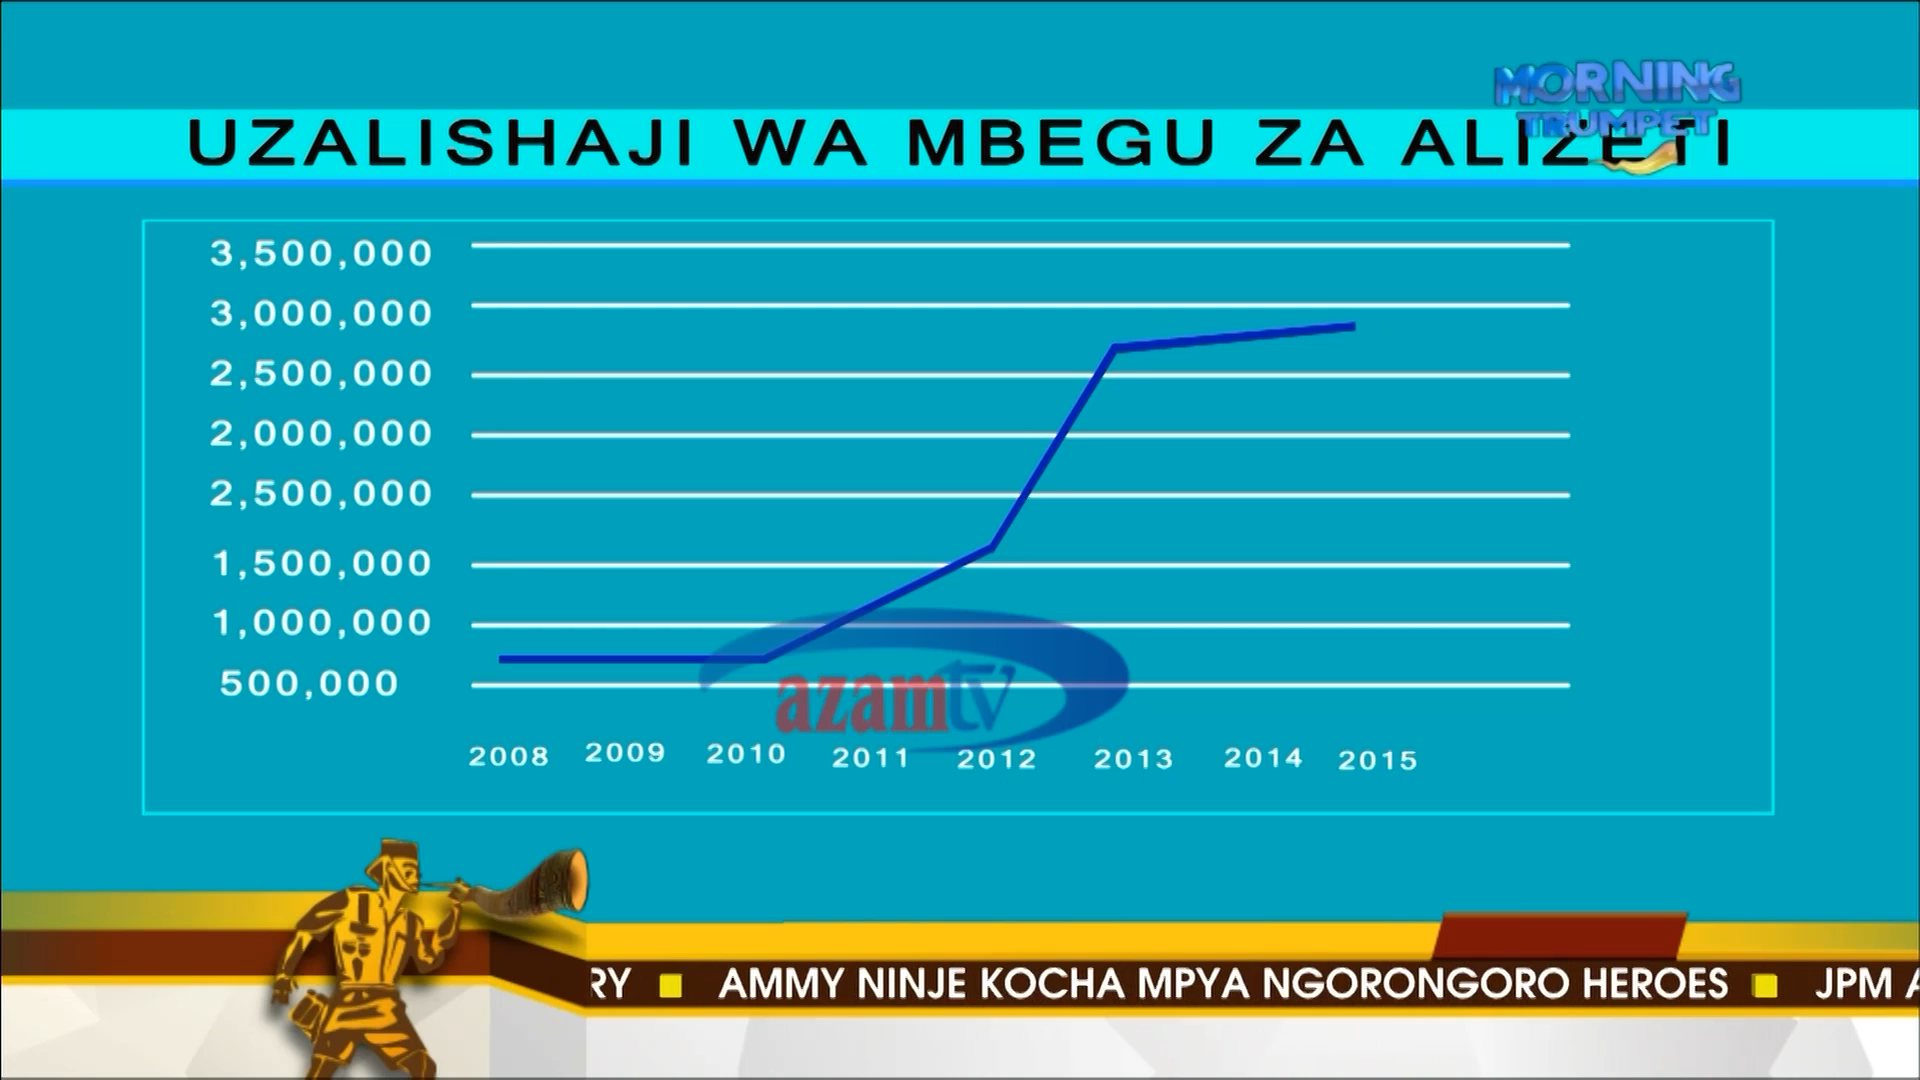 MORNING
TRUMPET
UZALISHAJI WA MBEGU ZA ALIZETI
3,500,000
3,000,000
2,500,000
2,000,000
2,500,000
1,500,000
1,000,000
500,000
azamtv
2008 2009 2010 2011 2012 2013 2014 2015
RY AMMY NINJE KOCHA MPYA NGORONGORO HEROES JPM A